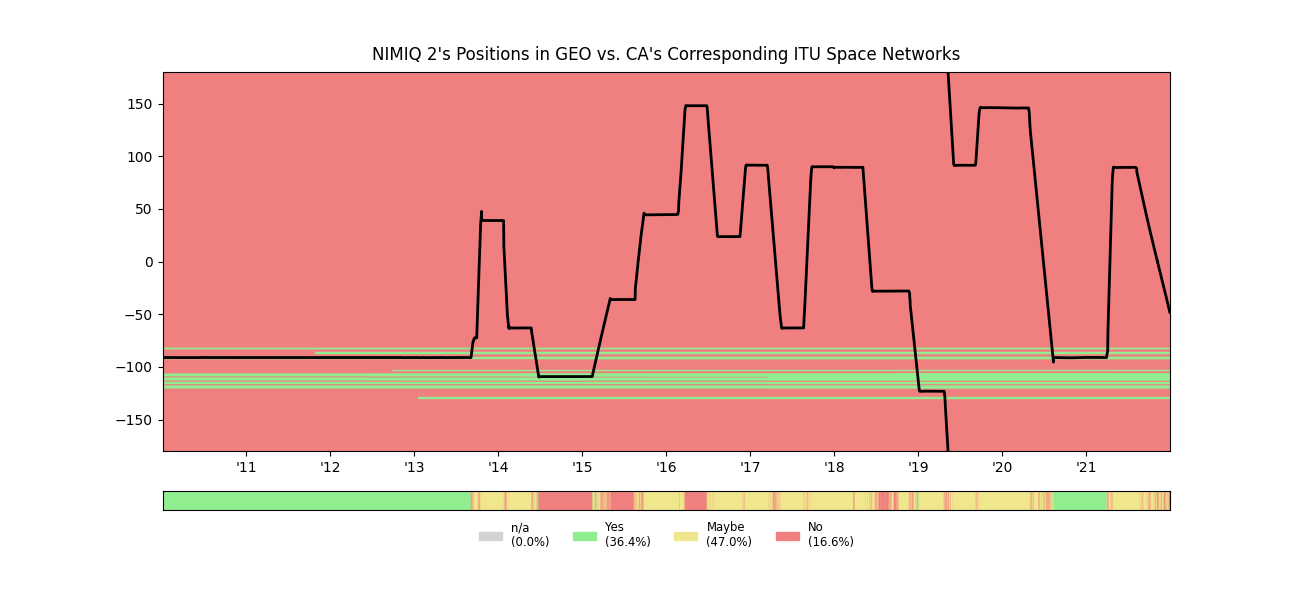 NIMIQ 2's Positions in GEO vs. CA's Corresponding ITU Space Networks
150
100
50
0
−50
−100
−150
'11 '12 '13 '14 '15 '16 '17 '18 '19 '20 '21
n/a Yes Maybe No
(0.0%) (36.4%) (47.0%) (16.6%)